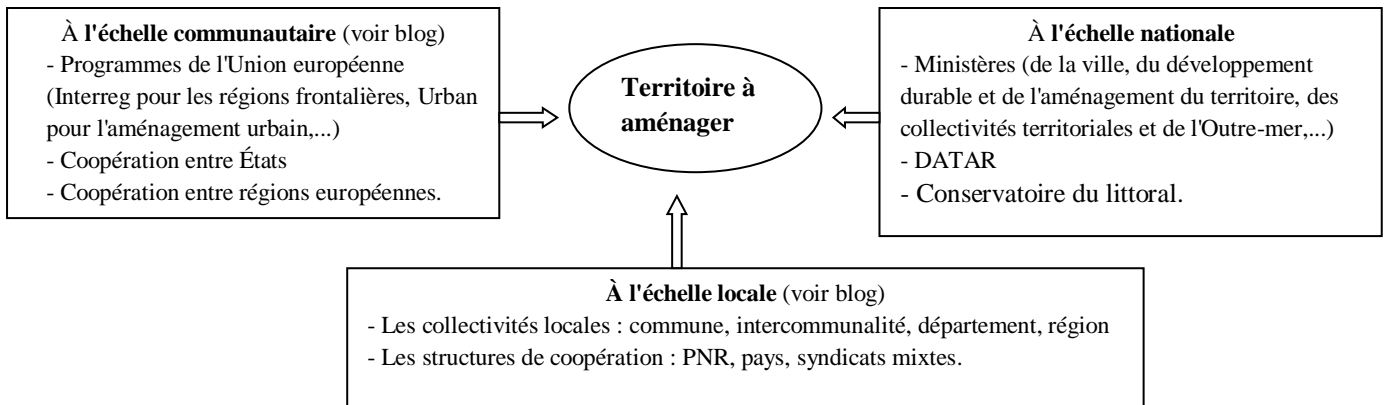 À l'échelle communautaire (voir blog)
- Programmes de l'Union européenne
(Interreg pour les régions frontalières, Urban
pour l'aménagement urbain,...)
- Coopération entre États
- Coopération entre régions européennes.
Territoire à
aménager
À l'échelle nationale
- Ministères (de la ville, du développement
durable et de l'aménagement du territoire, des
collectivités territoriales et de l'Outre-mer,...)
- DATAR
- Conservatoire du littoral.
À l'échelle locale (voir blog)
- Les collectivités locales : commune, intercommunalité, département, région
- Les structures de coopération : PNR, pays, syndicats mixtes.